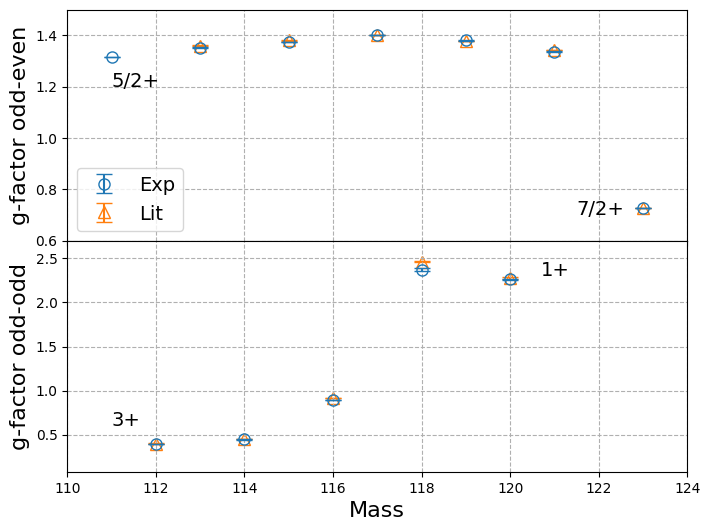 g-factor odd-even
1.4
1.2
1.0
0.8
0.6
5/2+
7/2+
Exp
Lit
g-factor odd-odd
2.5
2.0
1.5
1.0
0.5
1+
3+
110 112 114 116 118 120 122 124
Mass